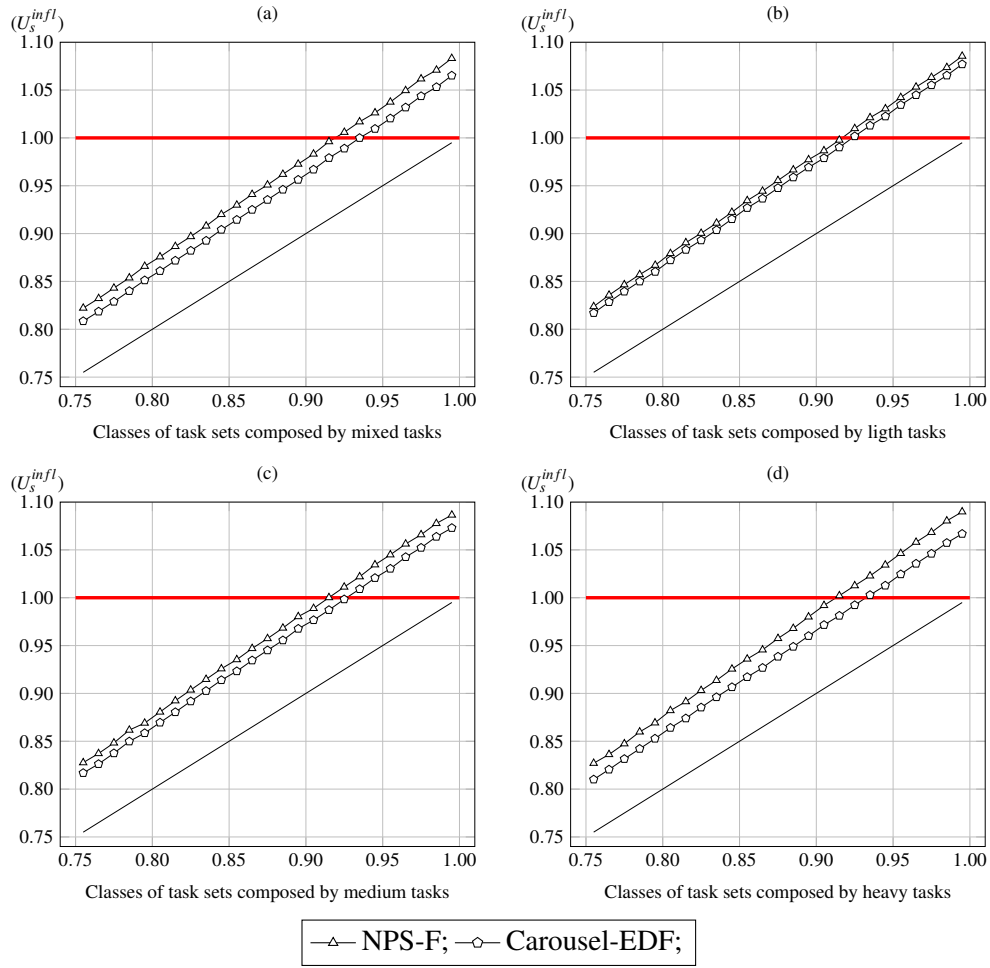 (a)
(U_s^{infl})
1.10
1.05
1.00
0.95
0.90
0.85
0.80
0.75
0.75 0.80 0.85 0.90 0.95 1.00
Classes of task sets composed by mixed tasks
(b)
(U_s^{infl})
1.10
1.05
1.00
0.95
0.90
0.85
0.80
0.75
0.75 0.80 0.85 0.90 0.95 1.00
Classes of task sets composed by ligth tasks
(c)
(U_s^{infl})
1.10
1.05
1.00
0.95
0.90
0.85
0.80
0.75
0.75 0.80 0.85 0.90 0.95 1.00
Classes of task sets composed by medium tasks
(d)
(U_s^{infl})
1.10
1.05
1.00
0.95
0.90
0.85
0.80
0.75
0.75 0.80 0.85 0.90 0.95 1.00
Classes of task sets composed by heavy tasks
NPS-F; Carousel-EDF;